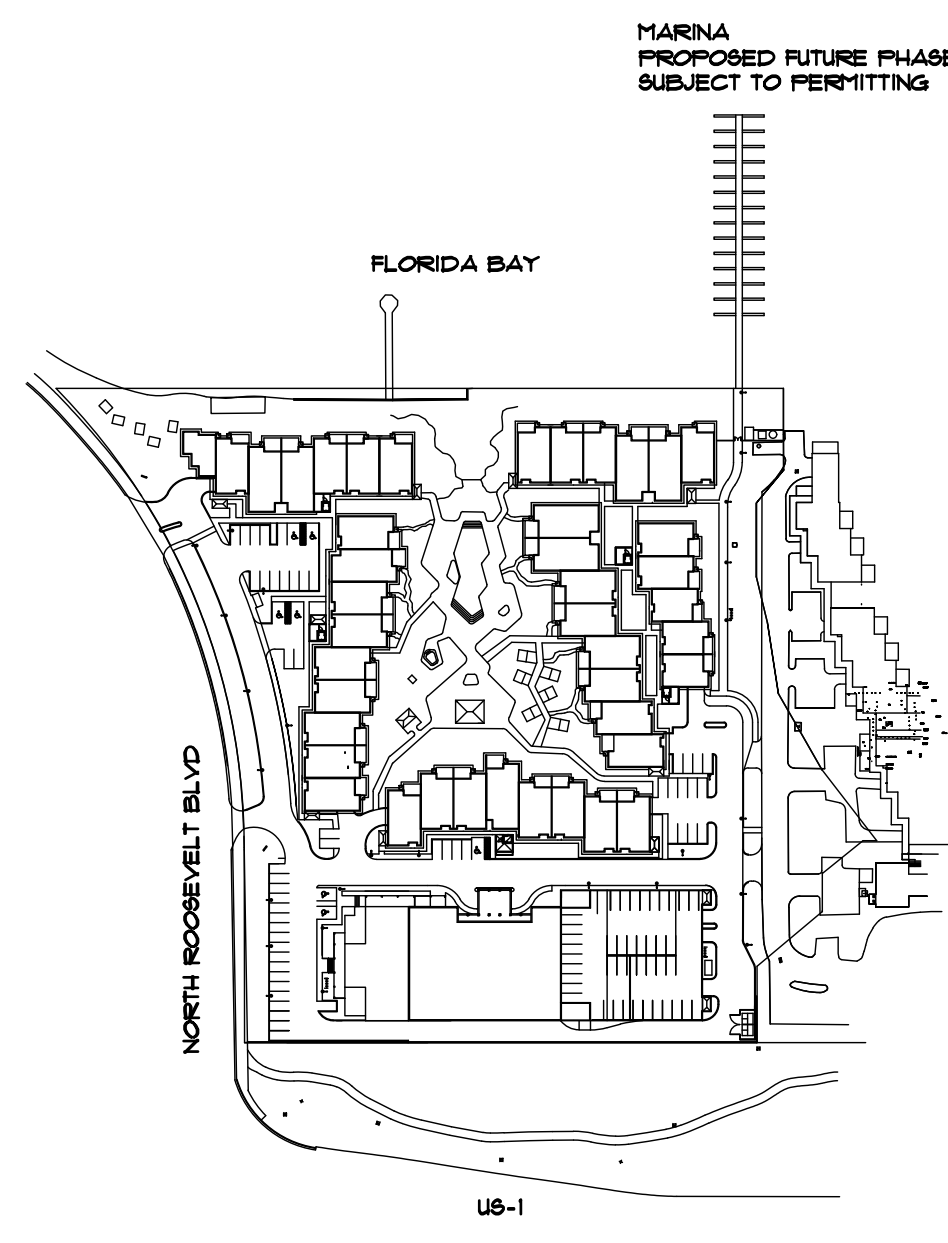 MARINA
PROPOSED FUTURE PHASE
SUBJECT TO PERMITTING
FLORIDA BAY
NORTH ROOSEVELT BLVD
US-1